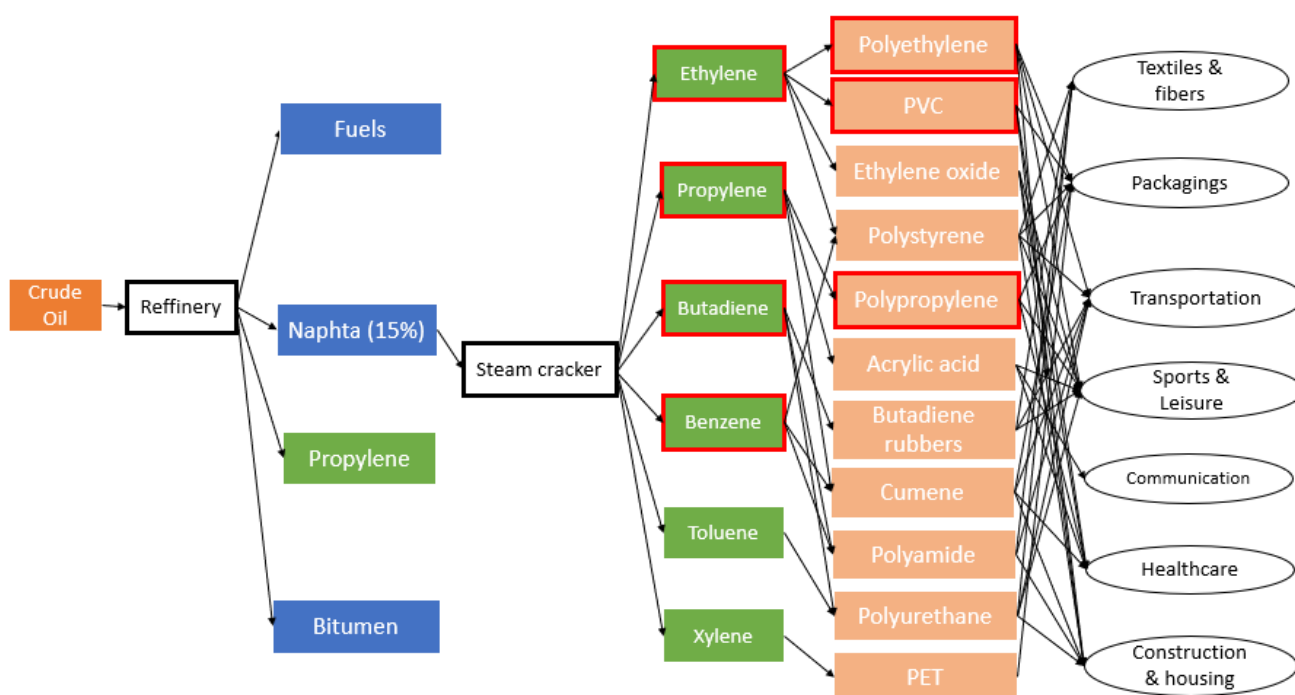 Crude
Oil
Reffinery
Fuels
Naphta (15%)
Propylene
Bitumen
Steam cracker
Ethylene
Propylene
Butadiene
Benzene
Toluene
Xylene
Polyethylene
PVC
Ethylene oxide
Polystyrene
Polypropylene
Acrylic acid
Butadiene
rubbers
Cumene
Polyamide
Polyurethane
PET
Textiles &
fibers
Packagings
Transportation
Sports &
Leisure
Communication
Healthcare
Construction
& housing